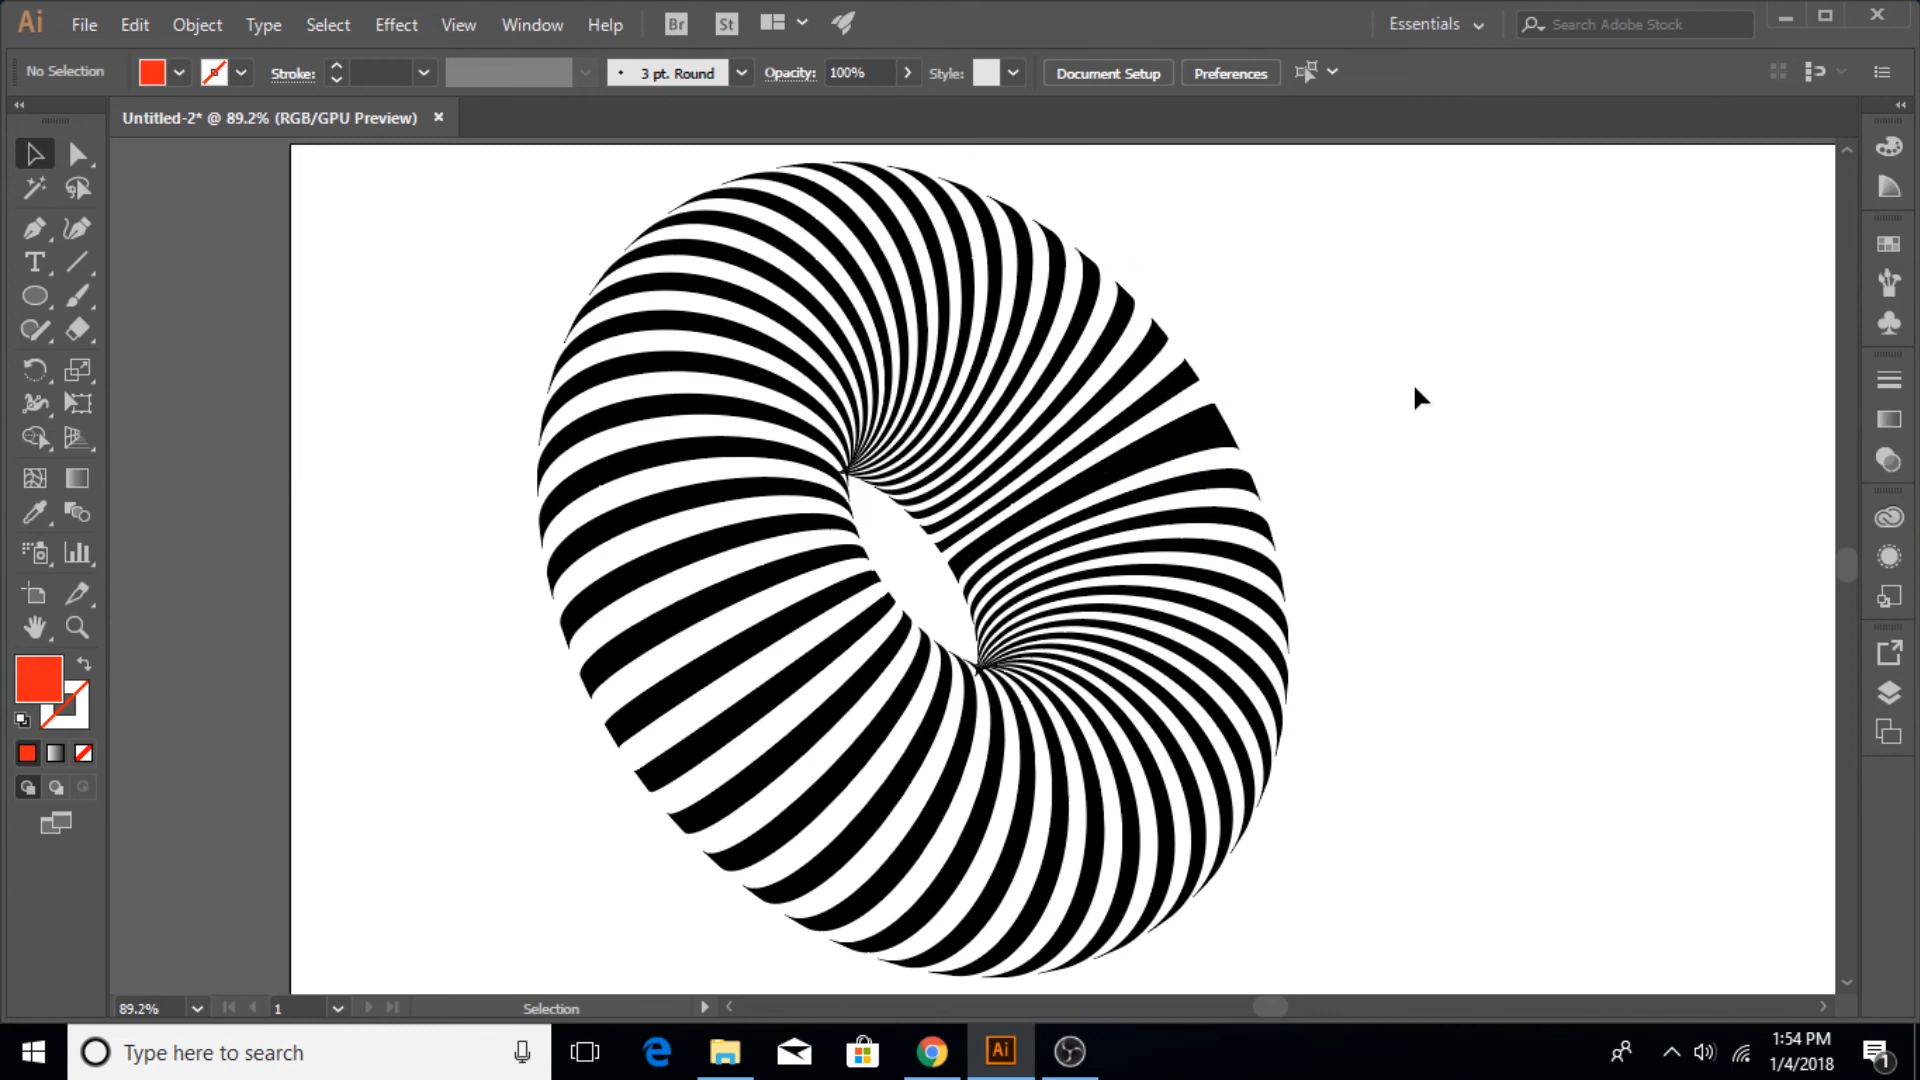 Ai File Edit Object Type Select Effect View Window Help Br St Essentials Search Adobe Stock
No Selection Stroke: 3 pt. Round Opacity: 100% Style: Document Setup Preferences
Untitled-2* @ 89.2% (RGB/GPU Preview)
89.2% 1 Selection
Type here to search Ai 1:54 PM
1/4/2018 1